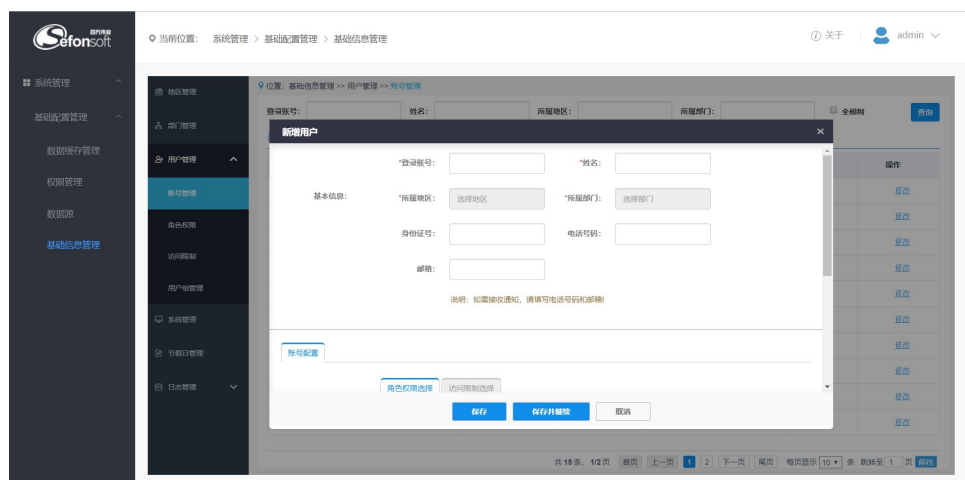 四方伟业
Sefonsoft
当前位置： 系统管理 > 基础配置管理 > 基础信息管理
关于
admin
系统管理
基础配置管理
数据缓存管理
权限管理
数据源
基础信息管理
地区管理
部门管理
用户管理
账号管理
角色权限
访问限制
用户组管理
系统管理
节假日管理
日志管理
位置：基础信息管理 >> 用户管理 >> 账号管理
登录账号： 姓名： 所属地区： 所属部门： 查询
新增用户 ×
基本信息：
*登录账号： *姓名：
*所属地区： 选择地区 *所属部门： 选择部门
身份证号： 电话号码：
邮箱：
说明：如需接收通知，请填写电话号码和邮箱!
账号配置
角色权限选择 访问限制选择
保存 保存并继续 取消
操作
修改
修改
修改
修改
修改
修改
修改
修改
修改
修改
共 15 条，1/2 页 首页 上一页 1 2 下一页 尾页 每页显示 10 条 跳转至 1 页 前往